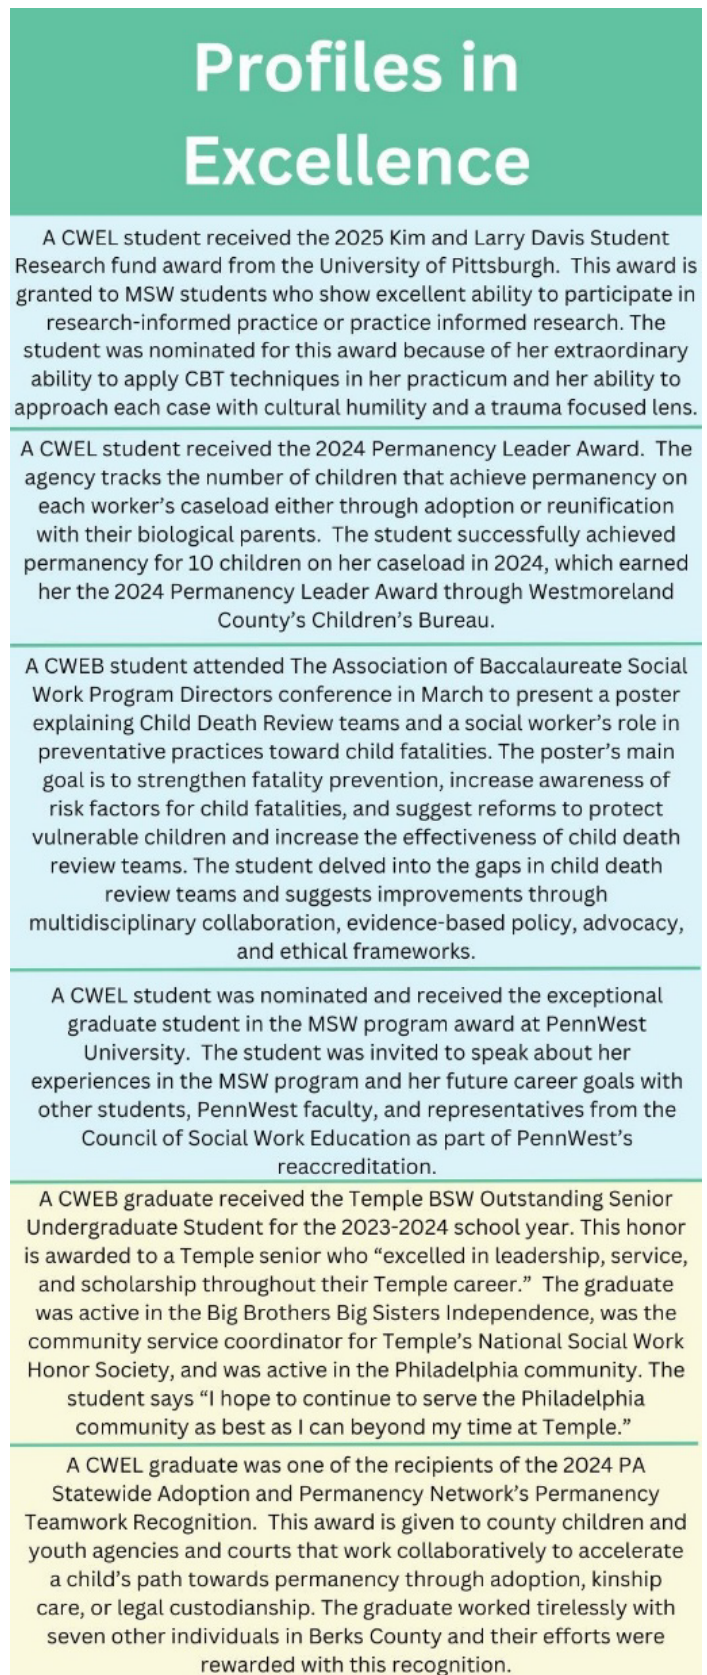 Profiles in
Excellence
A CWEL student received the 2025 Kim and Larry Davis Student
Research fund award from the University of Pittsburgh. This award is
granted to MSW students who show excellent ability to participate in
research-informed practice or practice informed research. The
student was nominated for this award because of her extraordinary
ability to apply CBT techniques in her practicum and her ability to
approach each case with cultural humility and a trauma focused lens.
A CWEL student received the 2024 Permanency Leader Award. The
agency tracks the number of children that achieve permanency on
each worker’s caseload either through adoption or reunification
with their biological parents. The student successfully achieved
permanency for 10 children on her caseload in 2024, which earned
her the 2024 Permanency Leader Award through Westmoreland
County’s Children’s Bureau.
A CWEB student attended The Association of Baccalaureate Social
Work Program Directors conference in March to present a poster
explaining Child Death Review teams and a social worker’s role in
preventative practices toward child fatalities. The poster’s main
goal is to strengthen fatality prevention, increase awareness of
risk factors for child fatalities, and suggest reforms to protect
vulnerable children and increase the effectiveness of child death
review teams. The student delved into the gaps in child death
review teams and suggests improvements through
multidisciplinary collaboration, evidence-based policy, advocacy,
and ethical frameworks.
A CWEL student was nominated and received the exceptional
graduate student in the MSW program award at PennWest
University. The student was invited to speak about her
experiences in the MSW program and her future career goals with
other students, PennWest faculty, and representatives from the
Council of Social Work Education as part of PennWest’s
reaccreditation.
A CWEB graduate received the Temple BSW Outstanding Senior
Undergraduate Student for the 2023-2024 school year. This honor
is awarded to a Temple senior who “excelled in leadership, service,
and scholarship throughout their Temple career.” The graduate
was active in the Big Brothers Big Sisters Independence, was the
community service coordinator for Temple’s National Social Work
Honor Society, and was active in the Philadelphia community. The
student says “I hope to continue to serve the Philadelphia
community as best as I can beyond my time at Temple.”
A CWEL graduate was one of the recipients of the 2024 PA
Statewide Adoption and Permanency Network’s Permanency
Teamwork Recognition. This award is given to county children and
youth agencies and courts that work collaboratively to accelerate
a child’s path towards permanency through adoption, kinship
care, or legal custodianship. The graduate worked tirelessly with
seven other individuals in Berks County and their efforts were
rewarded with this recognition.